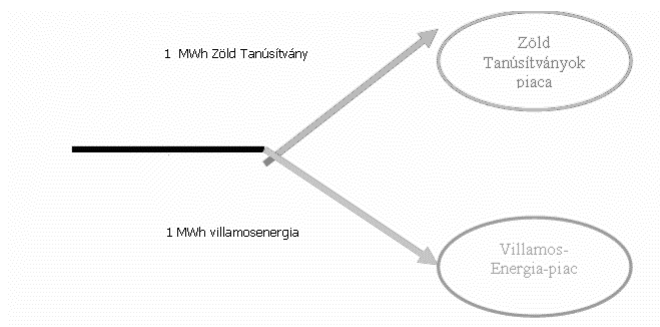 1 MWh Zöld Tanúsítvány
Zöld
Tanúsítványok
piaca
1 MWh villamosenergia
Villamos-
Energia-piac